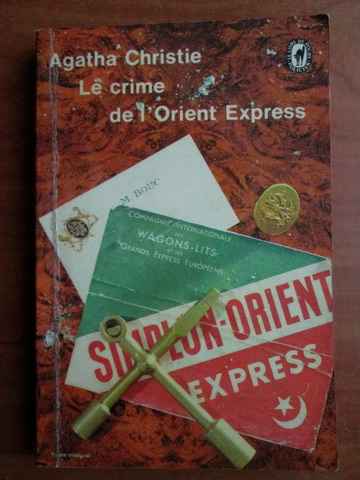 Agatha Christie
Le crime
de l'Orient Express
M. BOUC
COMPAGNIE INTERNATIONALE
DES
WAGONS-LITS
ET DES
GRANDS EXPRESS EUROPÉENS
SIMPLON-ORIENT
EXPRESS
Texte intégral